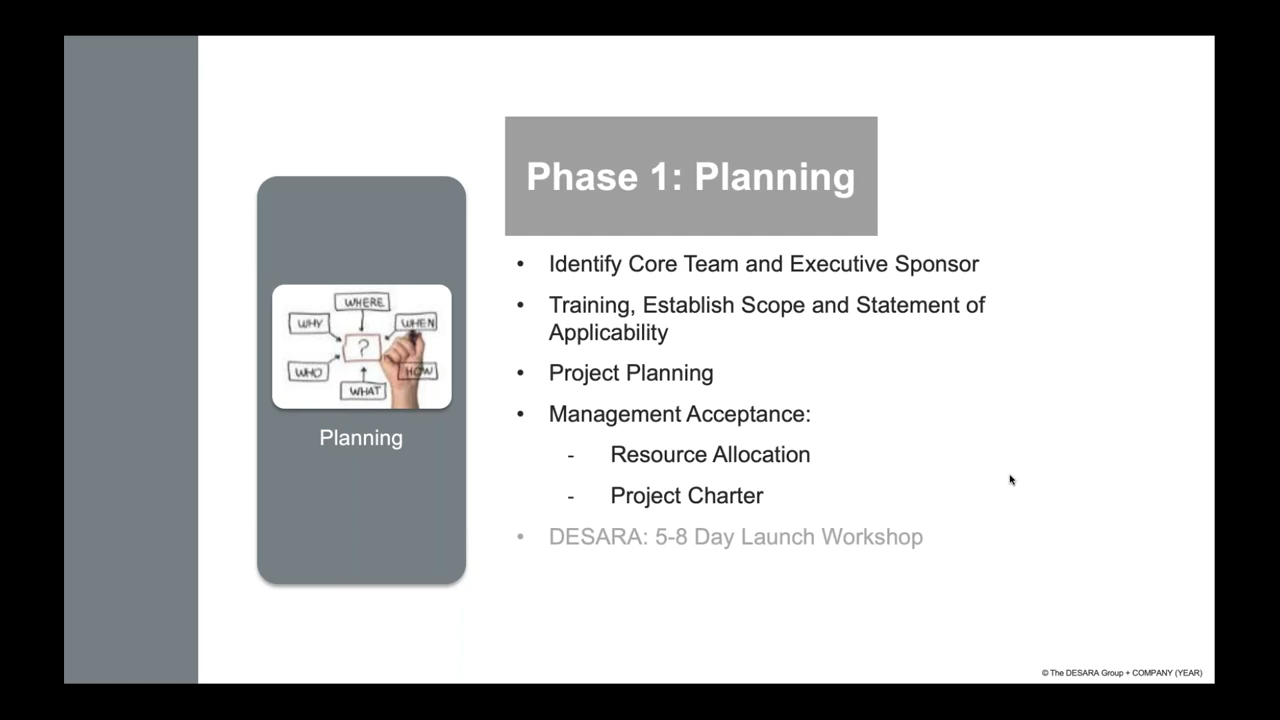 Phase 1: Planning
WHERE
WHY
WHEN
?
WHO
HOW
WHAT
Planning
• Identify Core Team and Executive Sponsor
• Training, Establish Scope and Statement of
Applicability
• Project Planning
• Management Acceptance:
- Resource Allocation
- Project Charter
• DESARA: 5-8 Day Launch Workshop
© The DESARA Group + COMPANY (YEAR)